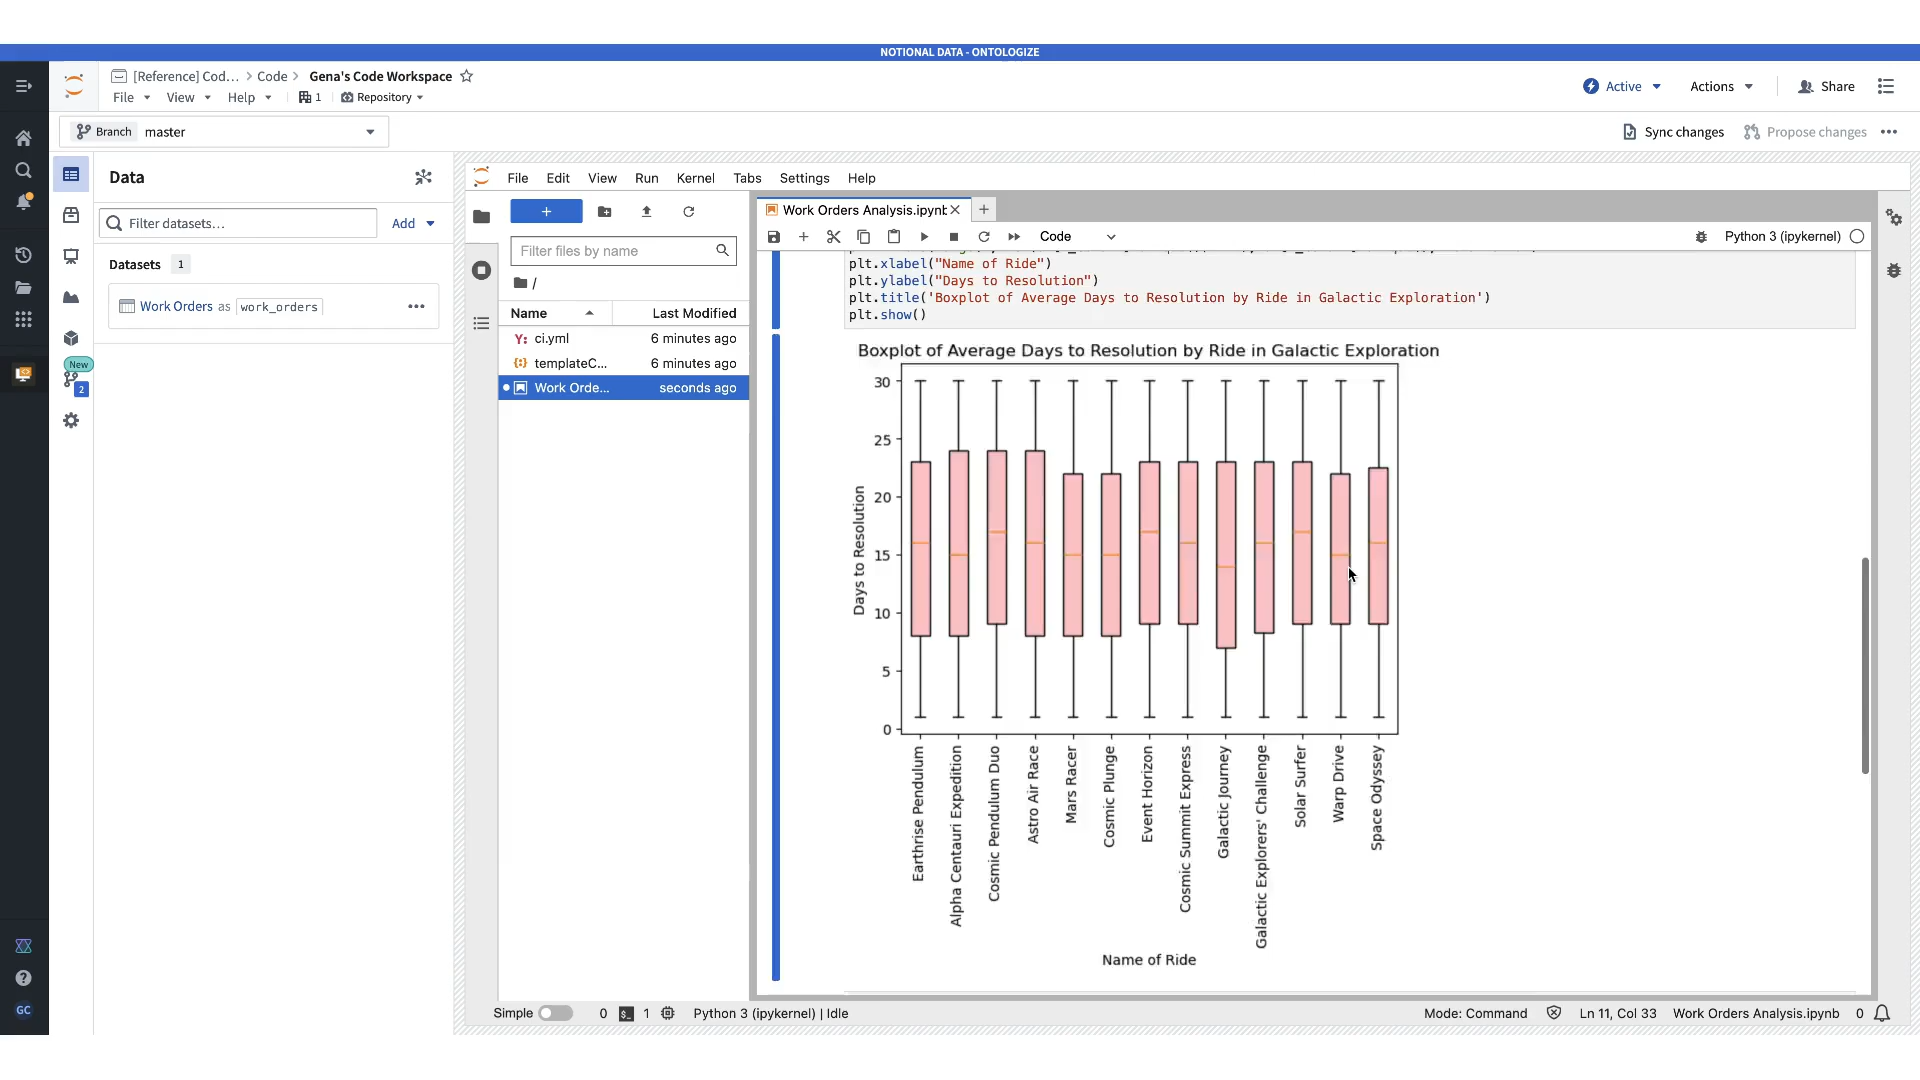 NOTIONAL DATA - ONTOLOGIZE
[Reference] Cod... > Code > Gena's Code Workspace
File View Help 1 Repository
Active Actions Share
Branch master
Sync changes Propose changes
Data
Filter datasets...
Add
Datasets 1
Work Orders as work_orders
New
2
GC
File Edit View Run Kernel Tabs Settings Help
Filter files by name
/
Name Last Modified
ci.yml 6 minutes ago
templateC... 6 minutes ago
Work Orde... seconds ago
Work Orders Analysis.ipynb
Code
Python 3 (ipykernel)
plt.xlabel("Name of Ride")
plt.ylabel("Days to Resolution")
plt.title('Boxplot of Average Days to Resolution by Ride in Galactic Exploration')
plt.show()
Boxplot of Average Days to Resolution by Ride in Galactic Exploration
30
25
20
15
10
5
0
Days to Resolution
Earthrise Pendulum
Alpha Centauri Expedition
Cosmic Pendulum Duo
Astro Air Race
Mars Racer
Cosmic Plunge
Event Horizon
Cosmic Summit Express
Galactic Journey
Galactic Explorers' Challenge
Solar Surfer
Warp Drive
Space Odyssey
Name of Ride
Simple 0 1 Python 3 (ipykernel) | Idle
Mode: Command Ln 11, Col 33 Work Orders Analysis.ipynb 0